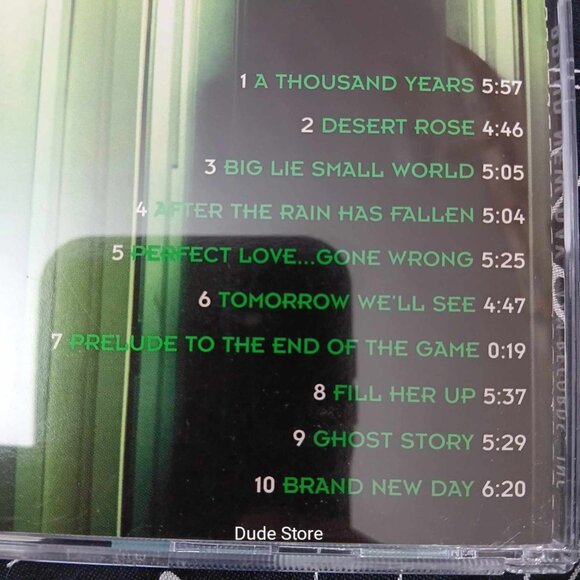 1 A THOUSAND YEARS 5:57
2 DESERT ROSE 4:46
3 BIG LIE SMALL WORLD 5:05
4 AFTER THE RAIN HAS FALLEN 5:04
5 PERFECT LOVE...GONE WRONG 5:25
6 TOMORROW WE'LL SEE 4:47
7 PRELUDE TO THE END OF THE GAME 0:19
8 FILL HER UP 5:37
9 GHOST STORY 5:29
10 BRAND NEW DAY 6:20
Dude Store